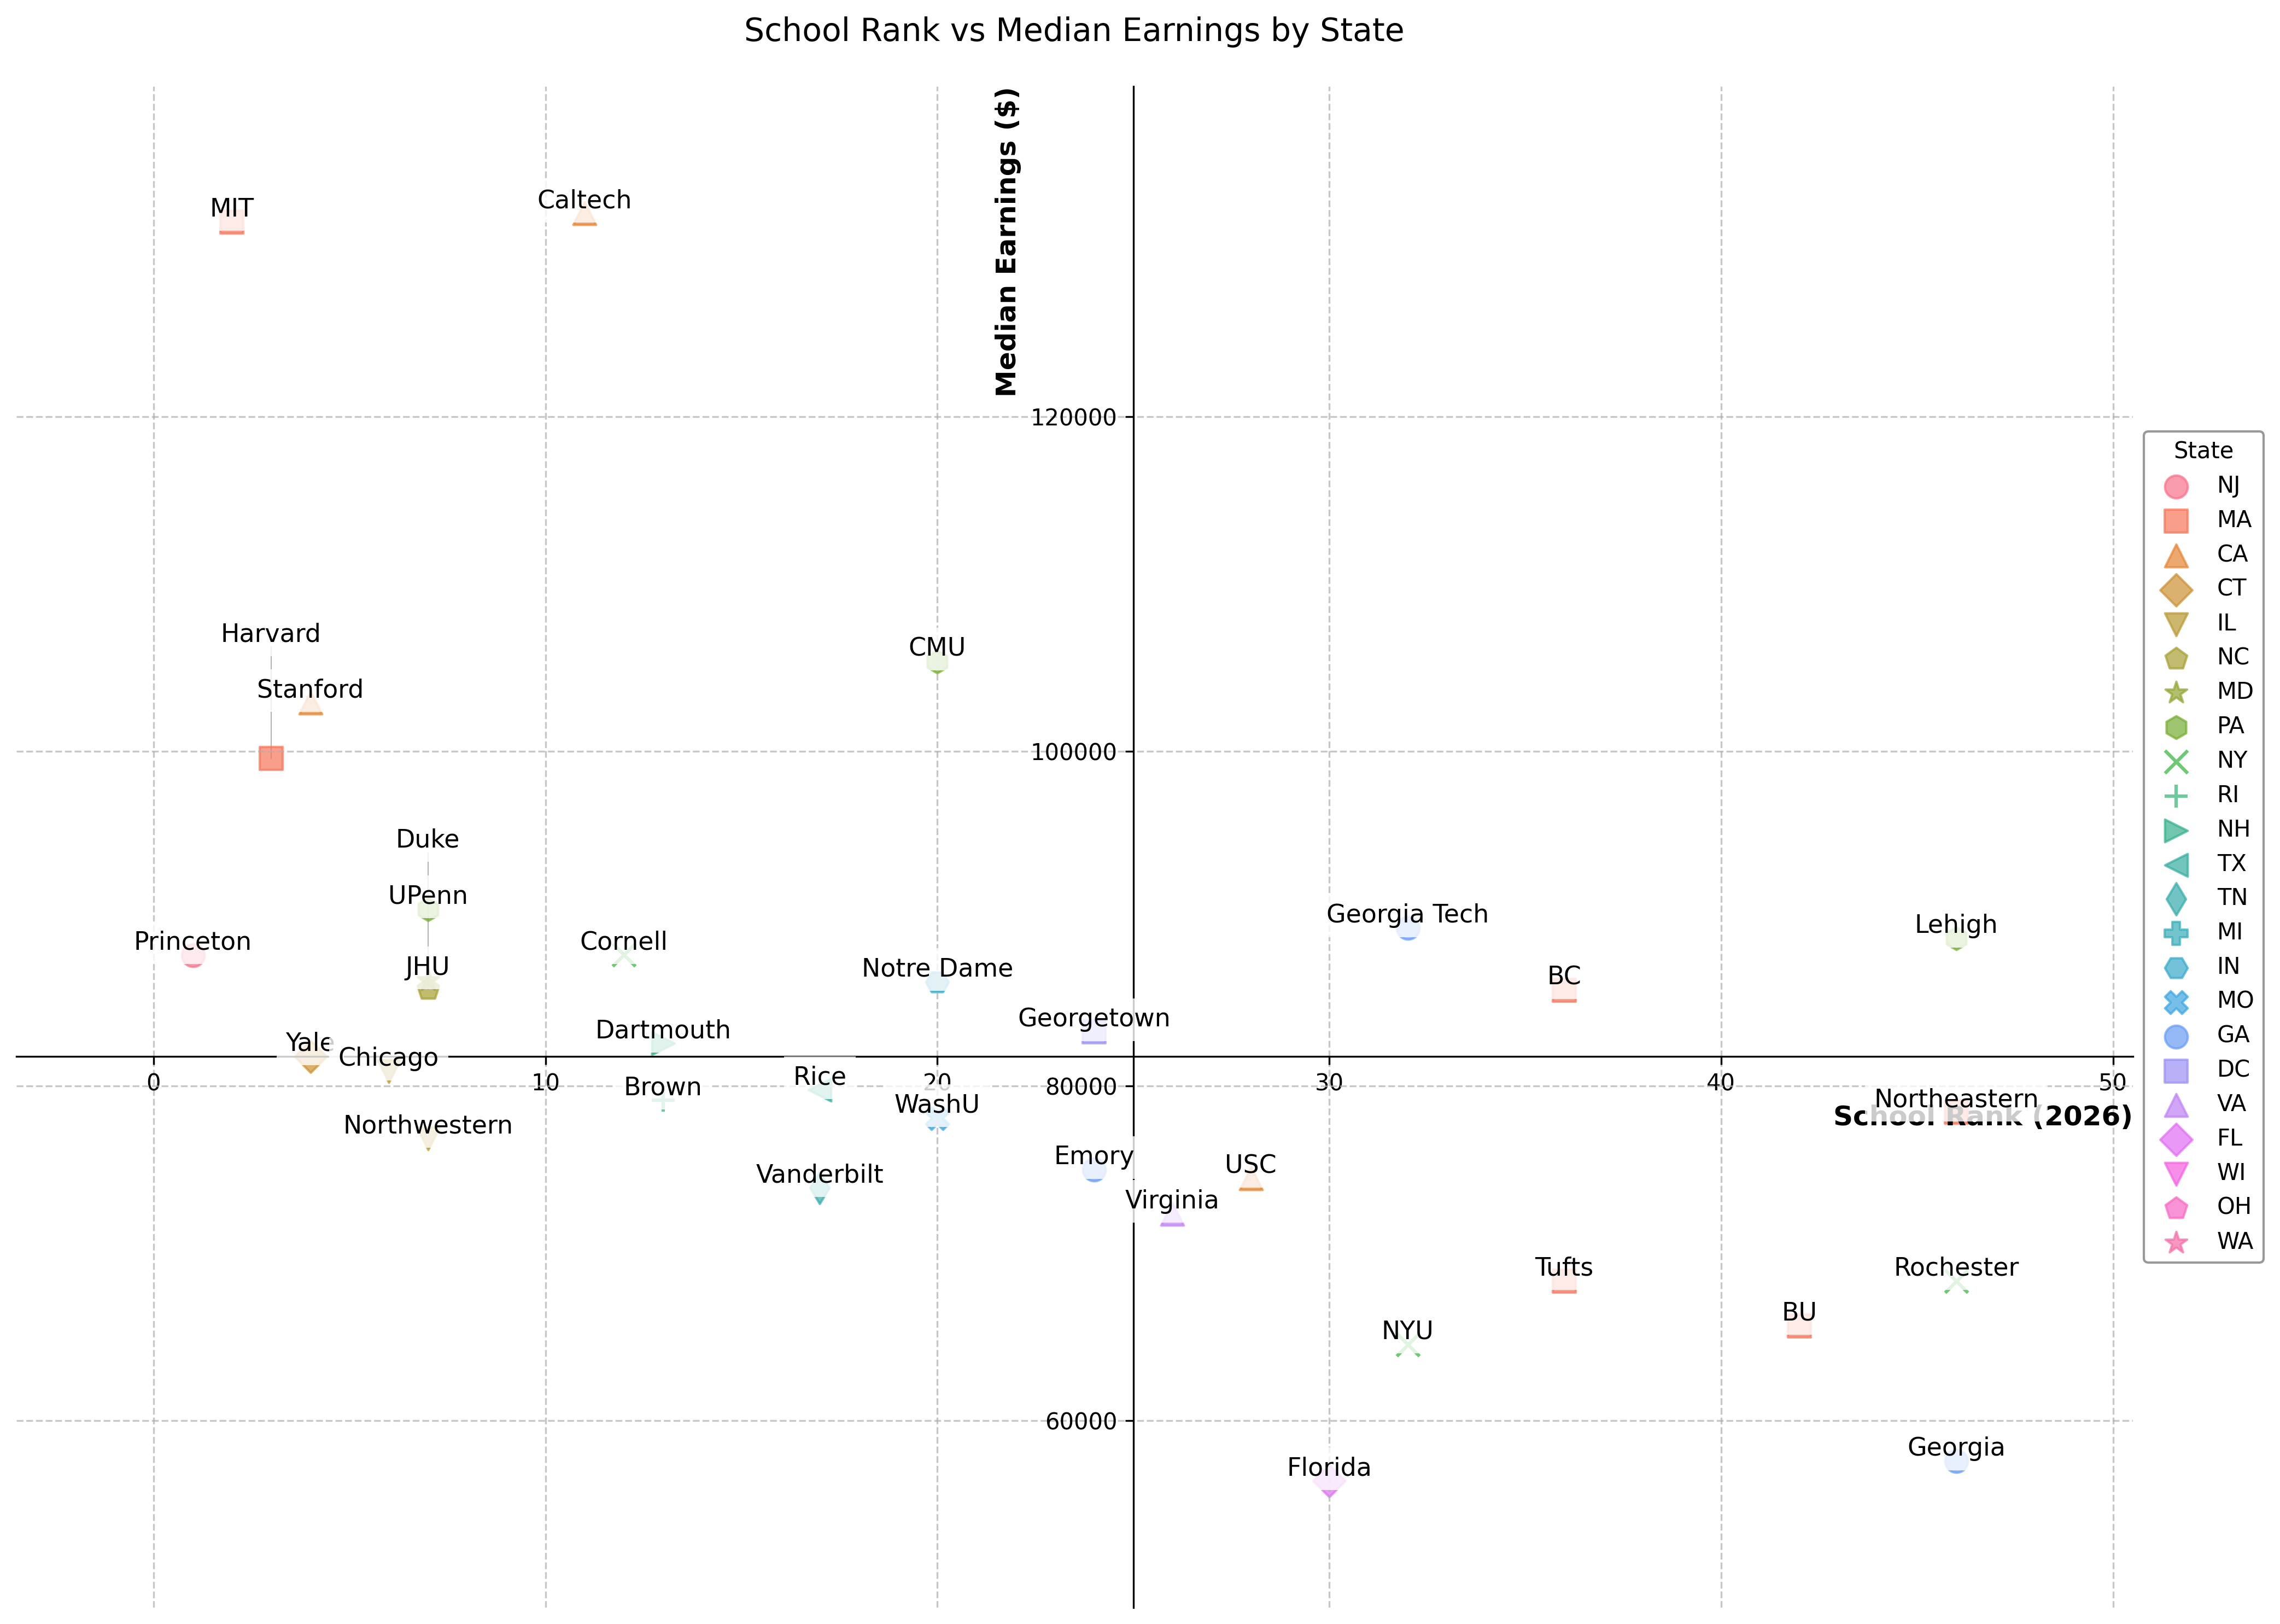 School Rank vs Median Earnings by State
Median Earnings ($)
MIT
Caltech
120000
Harvard
CMU
Stanford
100000
Duke
UPenn
Georgia Tech
Lehigh
Princeton
Cornell
JHU
Notre Dame
BC
Georgetown
Dartmouth
Yale
Chicago
Rice
0
10
20
80000
30
40
50
Brown
WashU
Northeastern
School Rank (2026)
Northwestern
Emory
USC
Vanderbilt
Virginia
Tufts
Rochester
BU
NYU
60000
Georgia
Florida
State
NJ
MA
CA
CT
IL
NC
MD
PA
NY
RI
NH
TX
TN
MI
IN
MO
GA
DC
VA
FL
WI
OH
WA